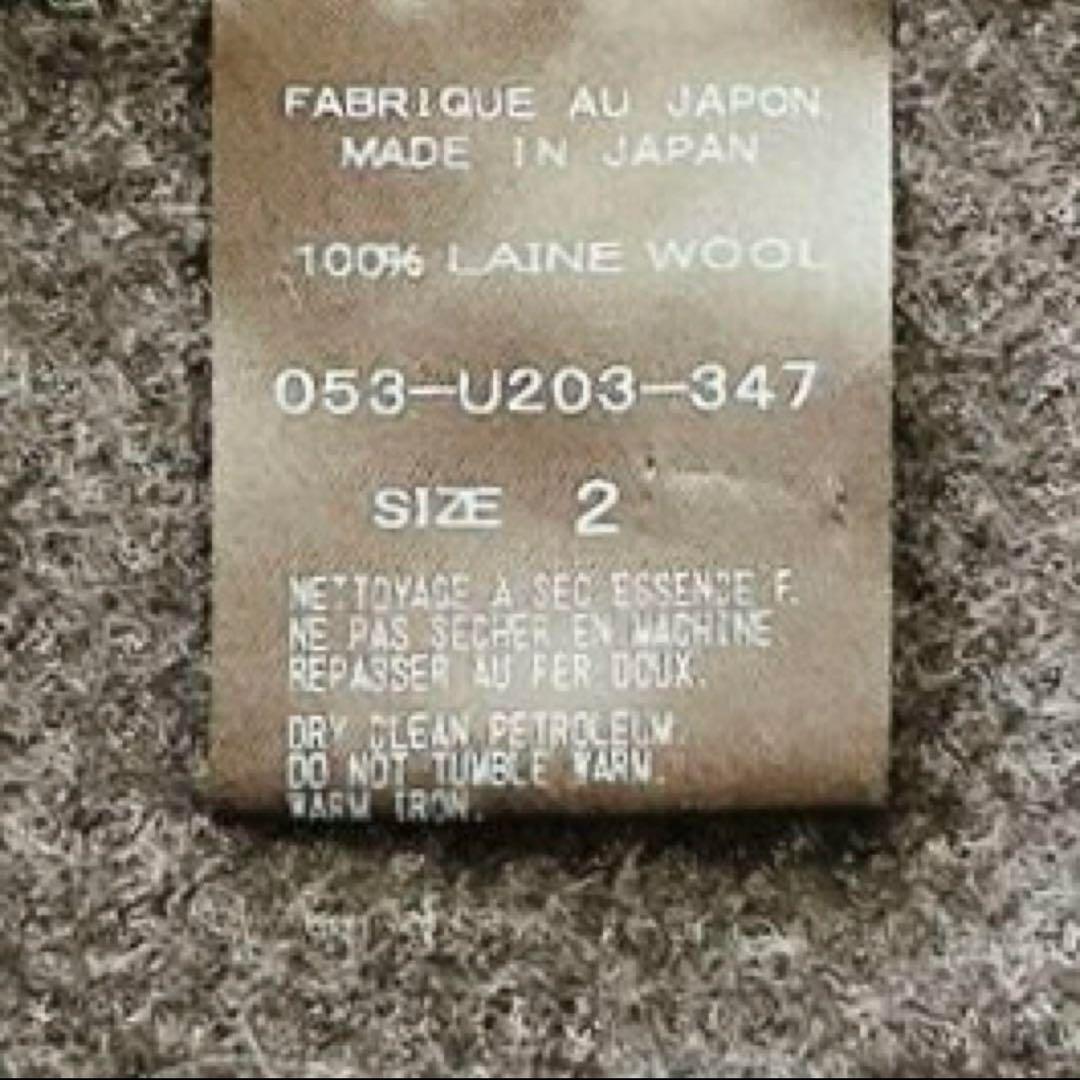 FABRIQUE AU JAPON.
MADE IN JAPAN
100% LAINE WOOL
053-U203-347
SIZE 2
NETTOYAGE A SEC ESSENCE F.
NE PAS SECHER EN MACHINE
REPASSER AU FER DOUX.
DRY CLEAN PETROLEUM.
DO NOT TUMBLE WARM.
WARM IRON.